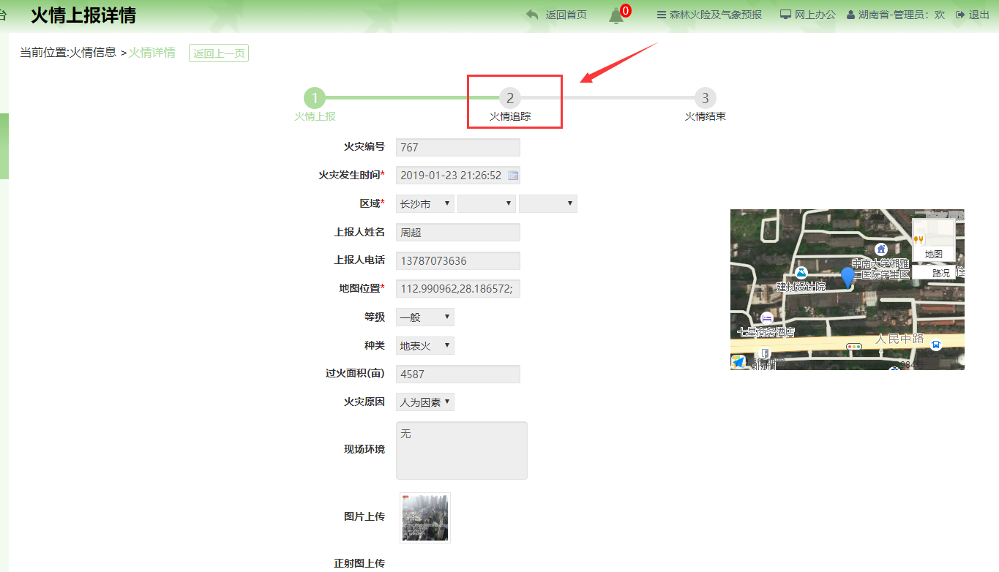 台
火情上报详情
返回首页
0
森林火险及气象预报
网上办公
湖南省-管理员：欢
退出
当前位置:火情信息 >火情详情
返回上一页
1
2
3
火情上报
火情追踪
火情结束
火灾编号
767
火灾发生时间*
2019-01-23 21:26:52
区域*
长沙市
上报人姓名
周超
上报人电话
13787073636
地图位置*
112.990962,28.186572;
等级
一般
种类
地表火
过火面积(亩)
4587
火灾原因
人为因素
现场环境
无
图片上传
正射图上传
地图
路况
中南大学湘雅
二医院学生区
建材设计院
七星商务酒店
人民中路